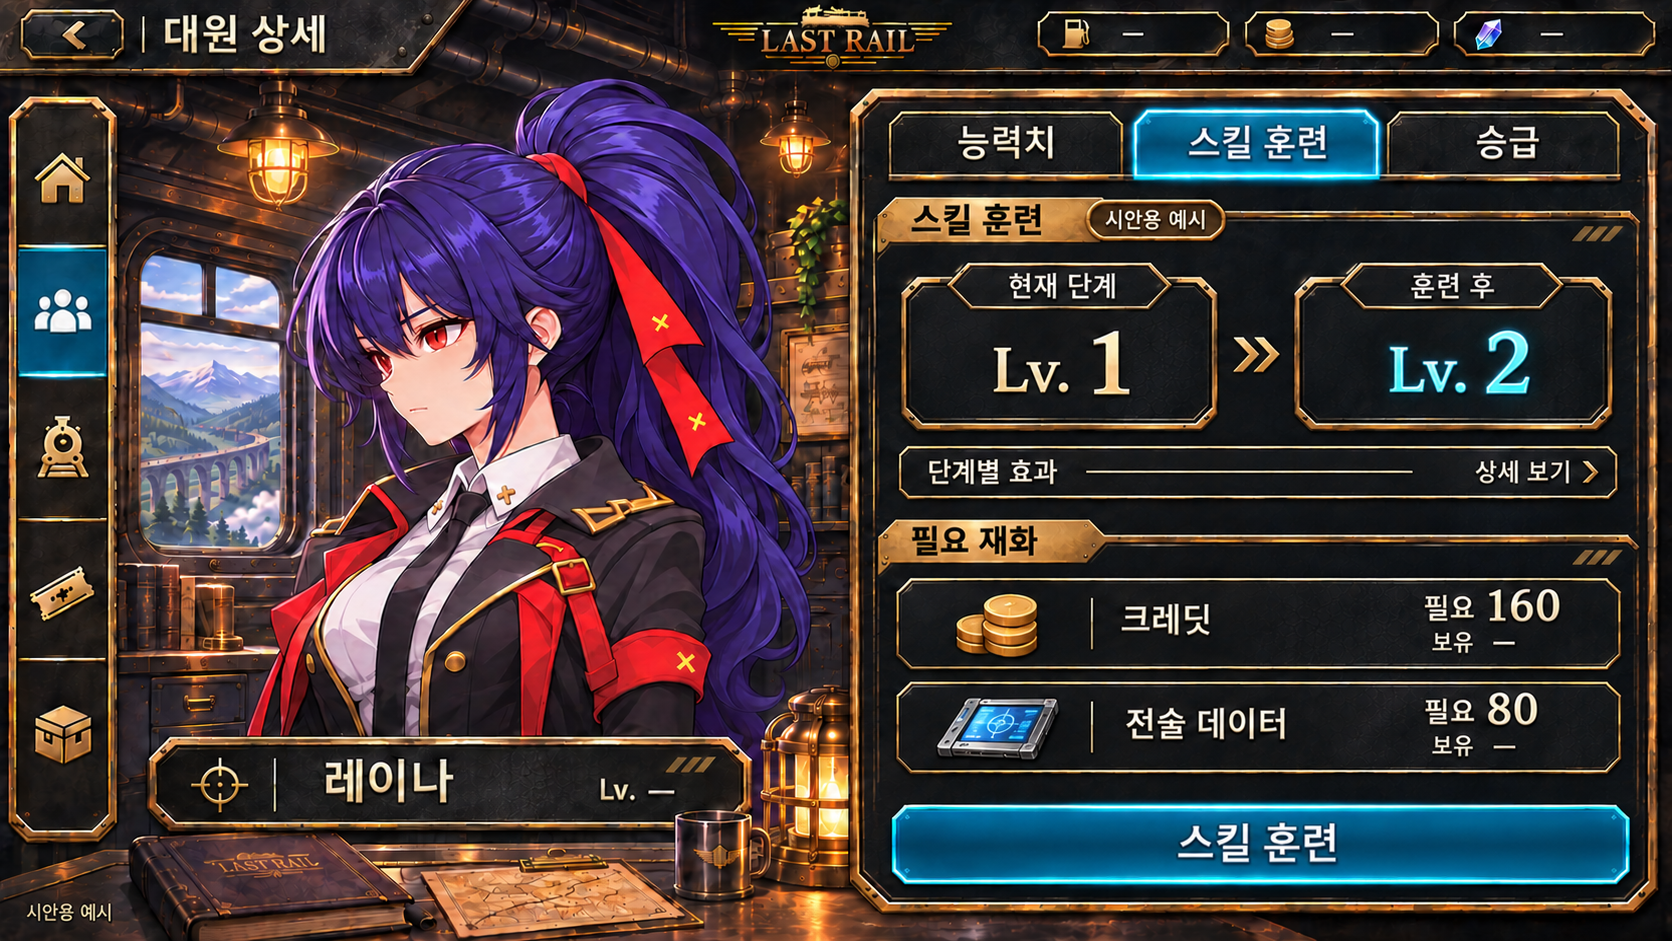 대원 상세
LAST RAIL
—
—
—
능력치
스킬 훈련
승급
스킬 훈련
시안용 예시
현재 단계
Lv. 1
훈련 후
Lv. 2
단계별 효과
상세 보기
필요 재화
크레딧
필요 160
보유 —
전술 데이터
필요 80
보유 —
스킬 훈련
레이나
Lv. —
LAST RAIL
시안용 예시